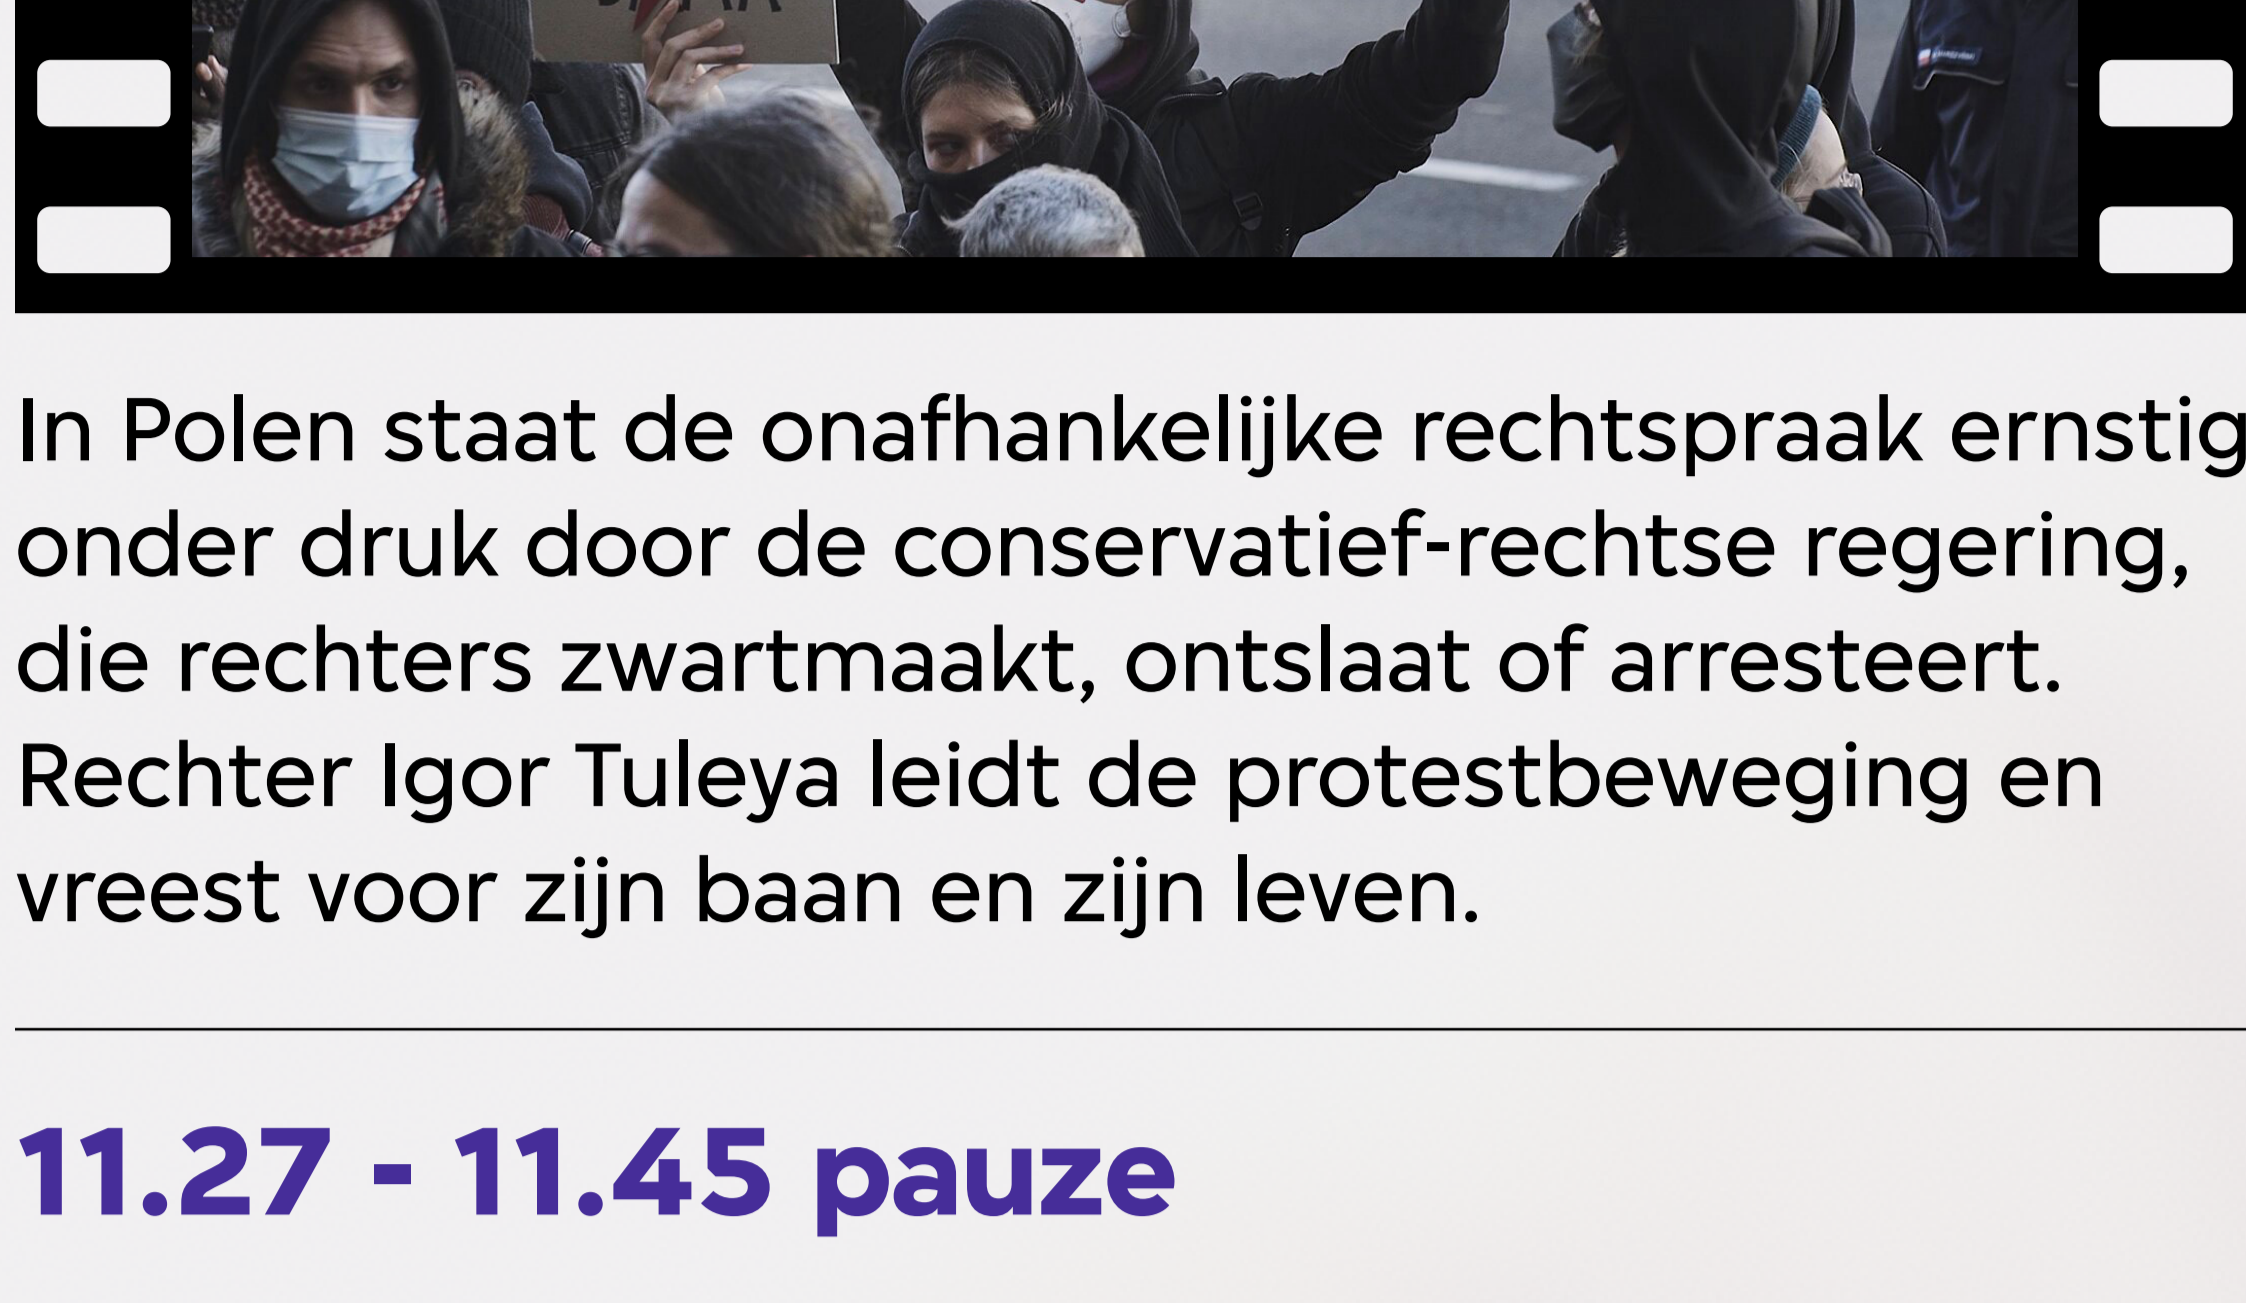 In Polen staat de onafhankelijke rechtspraak ernstig
onder druk door de conservatief-rechtse regering,
die rechters zwartmaakt, ontslaat of arresteert.
Rechter Igor Tuleya leidt de protestbeweging en
vreest voor zijn baan en zijn leven.
11.27 - 11.45 pauze